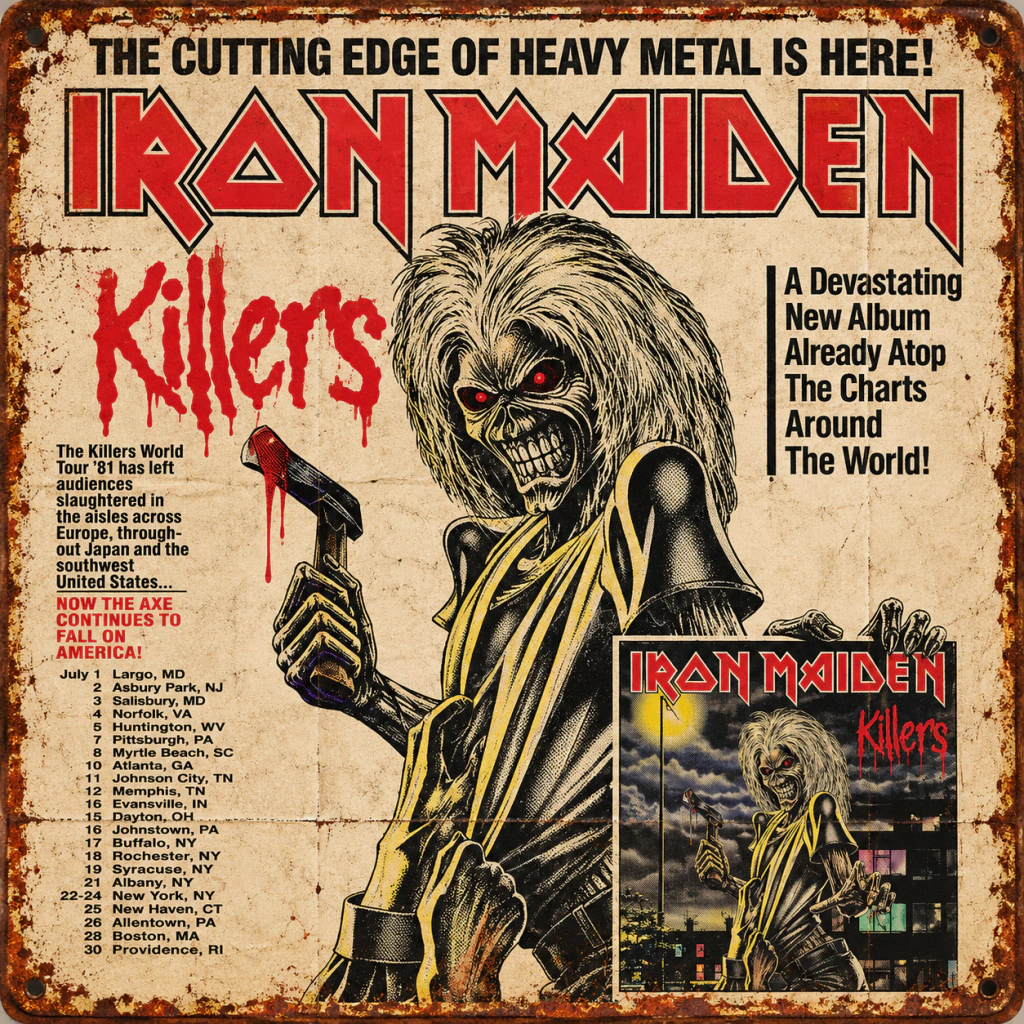 THE CUTTING EDGE OF HEAVY METAL IS HERE!
IRON MAIDEN
Killers
A Devastating
New Album
Already Atop
The Charts
Around
The World!
The Killers World
Tour '81 has left
audiences
slaughtered in
the aisles across
Europe, through-
out Japan and the
southwest
United States...
NOW THE AXE
CONTINUES TO
FALL ON
AMERICA!
July 1 Largo, MD
2 Asbury Park, NJ
3 Salisbury, MD
4 Norfolk, VA
5 Huntington, WV
7 Pittsburgh, PA
8 Myrtle Beach, SC
10 Atlanta, GA
11 Johnson City, TN
12 Memphis, TN
16 Evansville, IN
15 Dayton, OH
16 Johnstown, PA
17 Buffalo, NY
18 Rochester, NY
19 Syracuse, NY
21 Albany, NY
22-24 New York, NY
25 New Haven, CT
26 Allentown, PA
28 Boston, MA
30 Providence, RI
IRON MAIDEN
Killers